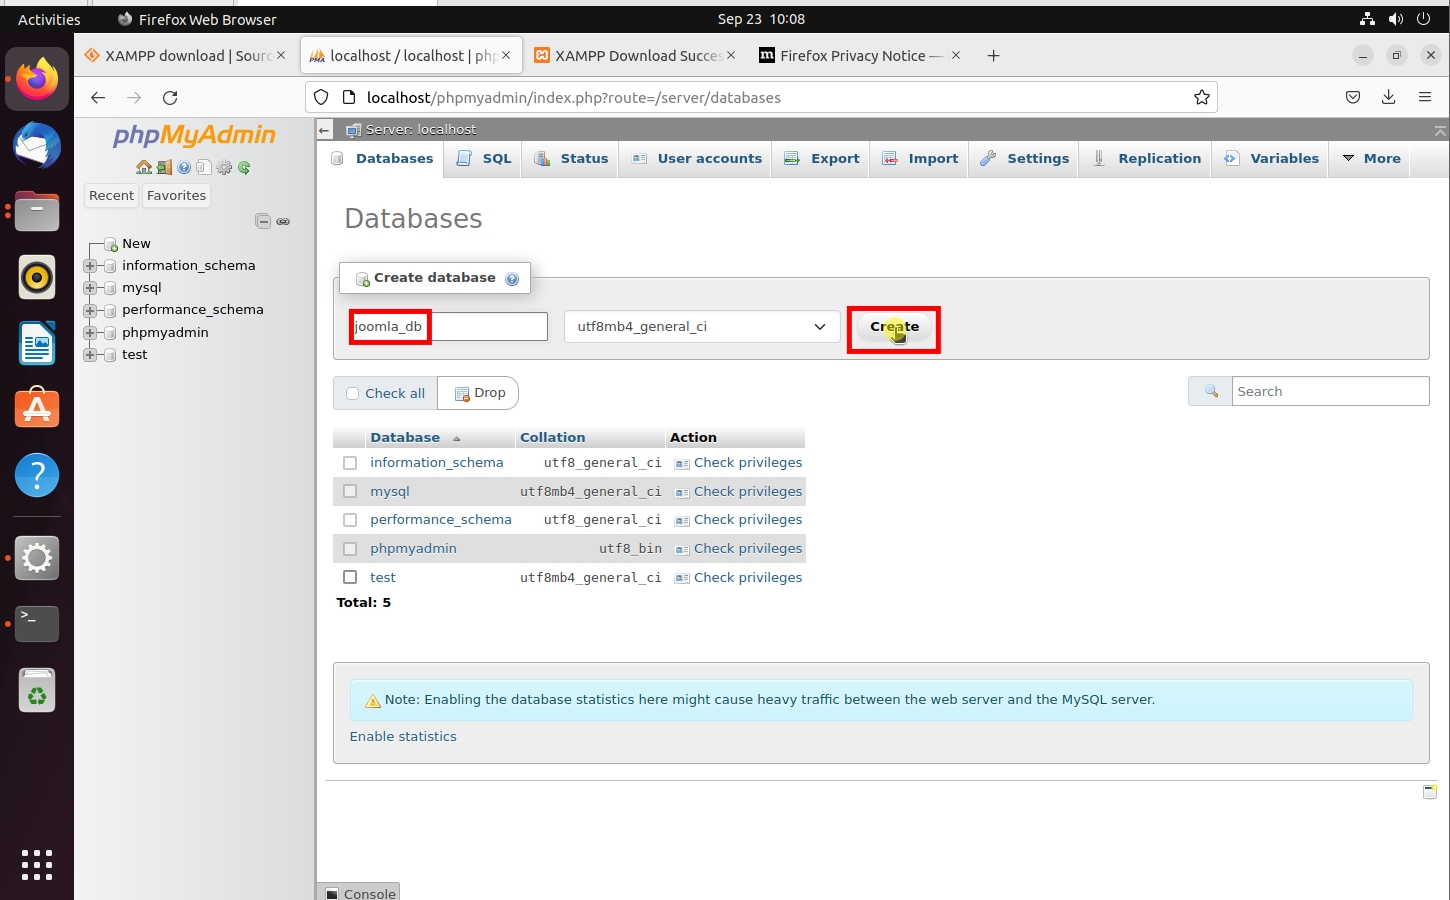 Activities
Firefox Web Browser
Sep 23 10:08
XAMPP download | Sourc
localhost / localhost | php
XAMPP Download Succes
Firefox Privacy Notice —
localhost/phpmyadmin/index.php?route=/server/databases
phpMyAdmin
Recent
Favorites
New
information_schema
mysql
performance_schema
phpmyadmin
test
Server: localhost
Databases
SQL
Status
User accounts
Export
Import
Settings
Replication
Variables
More
Databases
Create database
joomla_db
utf8mb4_general_ci
Create
Check all
Drop
Search
Database Collation Action
information_schema utf8_general_ci Check privileges
mysql utf8mb4_general_ci Check privileges
performance_schema utf8_general_ci Check privileges
phpmyadmin utf8_bin Check privileges
test utf8mb4_general_ci Check privileges
Total: 5
Note: Enabling the database statistics here might cause heavy traffic between the web server and the MySQL server.
Enable statistics
Console